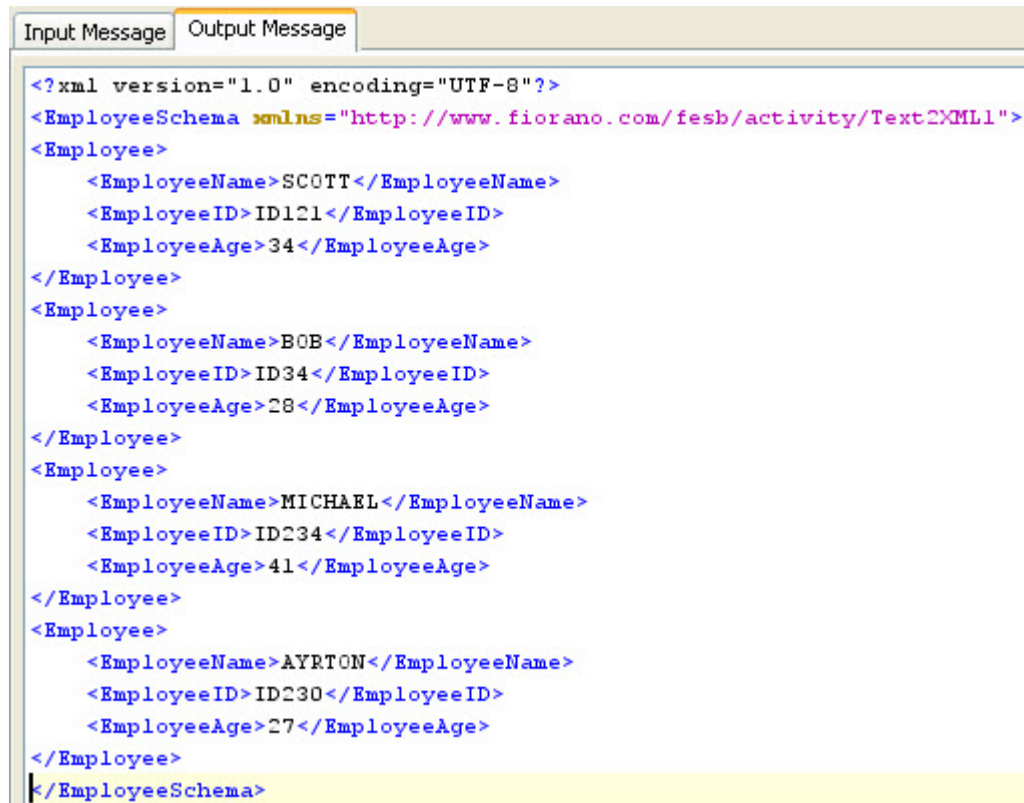 Input Message Output Message
<?xml version="1.0" encoding="UTF-8"?>
<EmployeeSchema xmlns="http://www.fiorano.com/fesb/activity/Text2XML1">
<Employee>
    <EmployeeName>SCOTT</EmployeeName>
    <EmployeeID>ID121</EmployeeID>
    <EmployeeAge>34</EmployeeAge>
</Employee>
<Employee>
    <EmployeeName>BOB</EmployeeName>
    <EmployeeID>ID34</EmployeeID>
    <EmployeeAge>28</EmployeeAge>
</Employee>
<Employee>
    <EmployeeName>MICHAEL</EmployeeName>
    <EmployeeID>ID234</EmployeeID>
    <EmployeeAge>41</EmployeeAge>
</Employee>
<Employee>
    <EmployeeName>AYRTON</EmployeeName>
    <EmployeeID>ID230</EmployeeID>
    <EmployeeAge>27</EmployeeAge>
</Employee>
</EmployeeSchema>